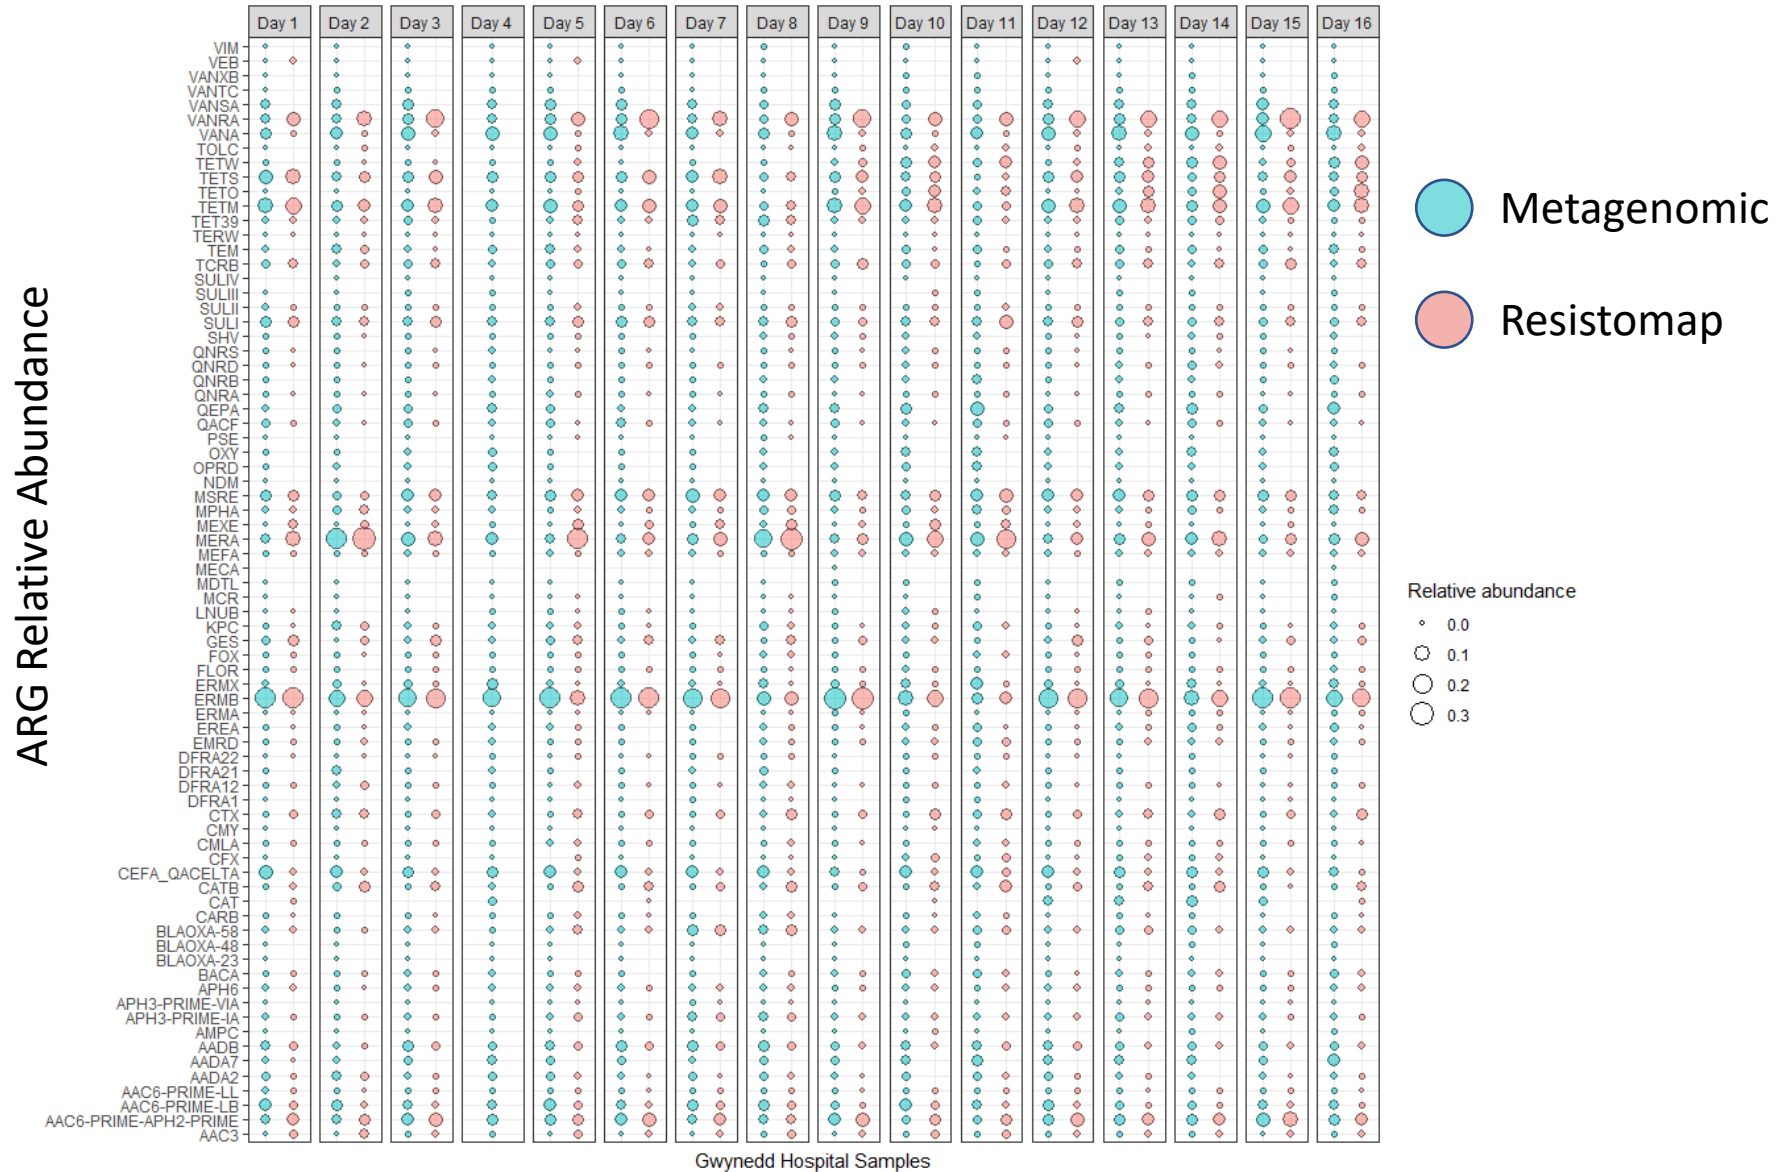 Day 1 Day 2 Day 3 Day 4 Day 5 Day 6 Day 7 Day 8 Day 9 Day 10 Day 11 Day 12 Day 13 Day 14 Day 15 Day 16
ARG Relative Abundance
VIM
VEB
VANXB
VANTC
VANSA
VANRA
VANA
TOLC
TETW
TETS
TETO
TETM
TET39
TERW
TEM
TCRB
SULIV
SULIII
SULII
SULI
SHV
QNRS
QNRD
QNRB
QNRA
QEPA
QACF
PSE
OXY
OPRD
NDM
MSRE
MPHA
MEXE
MERA
MEFA
MECA
MDTL
MCR
LNUB
KPC
GES
FOX
FLOR
ERMX
ERMB
ERMA
EREA
EMRD
DFRA22
DFRA21
DFRA12
DFRA1
CTX
CMY
CMLA
CFX
CEFA_QACELTA
CATB
CAT
CARB
BLAOXA-58
BLAOXA-48
BLAOXA-23
BACA
APH6
APH3-PRIME-VIA
APH3-PRIME-IA
AMPC
AADB
AADA7
AADA2
AAC6-PRIME-LL
AAC6-PRIME-LB
AAC6-PRIME-APH2-PRIME
AAC3
Gwynedd Hospital Samples
Metagenomic
Resistomap
Relative abundance
0.0
0.1
0.2
0.3